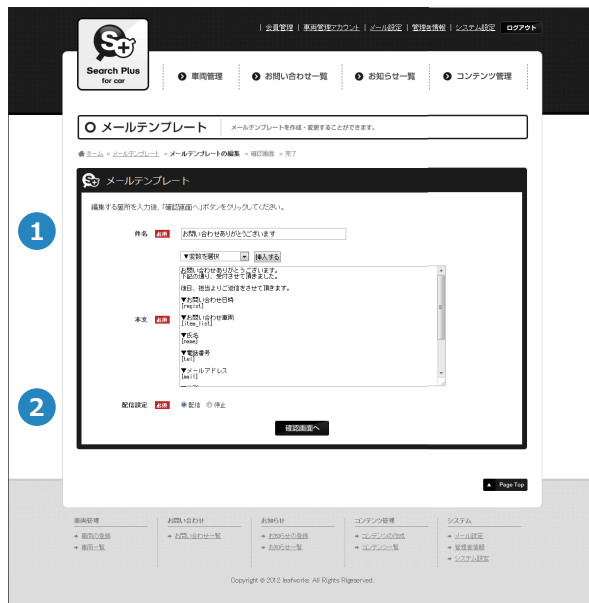 | 会員管理 | 車両管理アカウント | メール設定 | 管理者情報 | システム設定 ログアウト
S+
Search Plus
for car
車両管理 お問い合わせ一覧 お知らせ一覧 コンテンツ管理
メールテンプレート メールテンプレートを作成・変更することができます。
ホーム » メールテンプレート » メールテンプレートの編集 » 確認画面 » 完了
S+ メールテンプレート
編集する箇所を入力後、「確認画面へ」ボタンをクリックしてください。
1
件名 必須 お問い合わせありがとうございます
▼変数を選択 挿入する
お問い合わせありがとうございます。
下記の通り、受付させて頂きました。
後日、担当よりご返信をさせて頂きます。
▼お問い合わせ日時
[regist]
▼お問い合わせ車両
[item_list]
本文 必須
▼氏名
[name]
▼電話番号
[tel]
▼メールアドレス
[mail]
2
配信設定 必須 配信 停止
確認画面へ
▲ Page Top
車両管理 お問い合わせ お知らせ コンテンツ管理 システム
車両の登録 お問い合わせ一覧 お知らせの登録 コンテンツの作成 メール設定
車両一覧 お知らせ一覧 コンテンツ一覧 管理者情報
システム設定
Copyright © 2012 leafworks. All Rights Rigeserved.